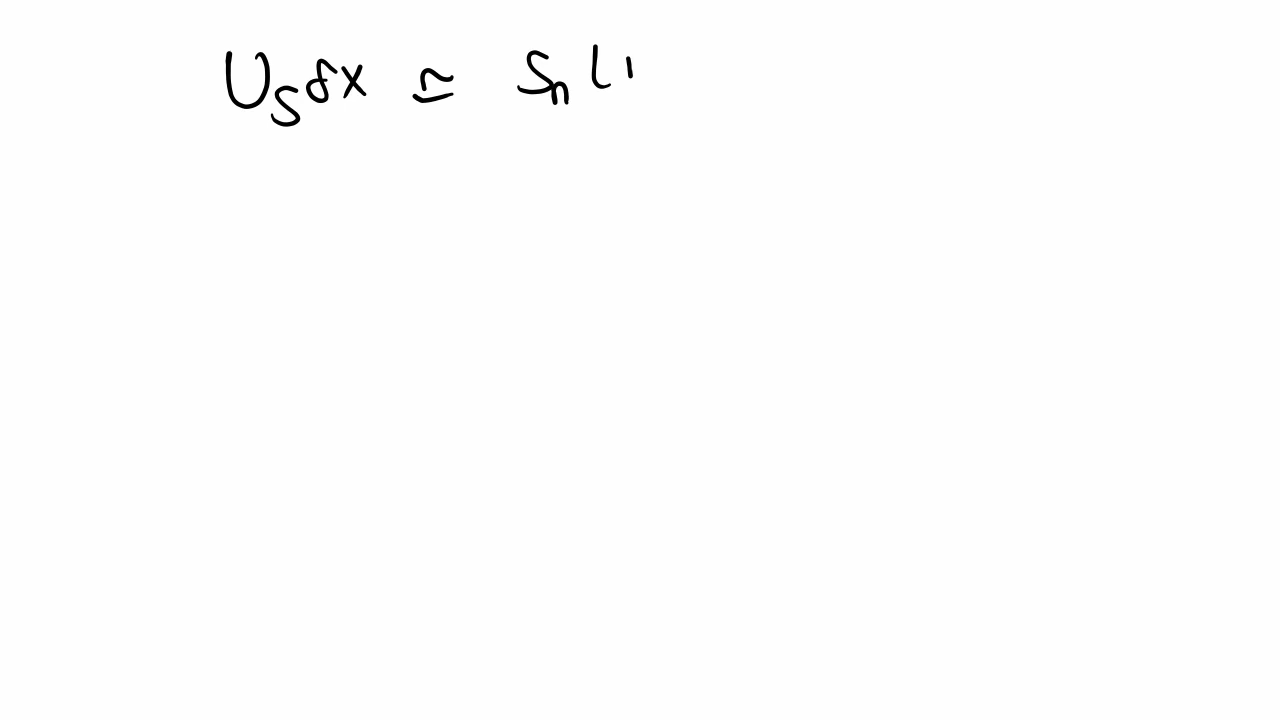 U_S δx ≃ S_n l'